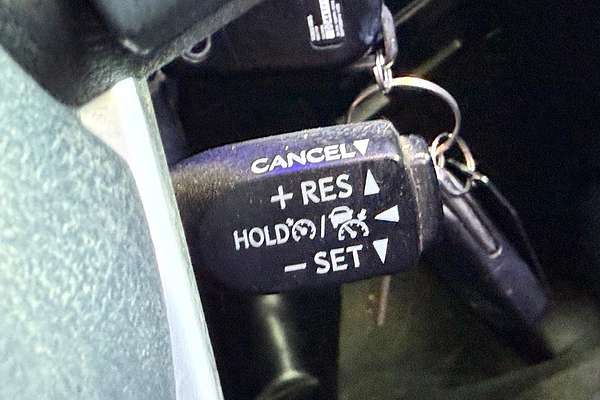 CANCEL▼
+ RES ▲
HOLD / ◀
− SET ▼